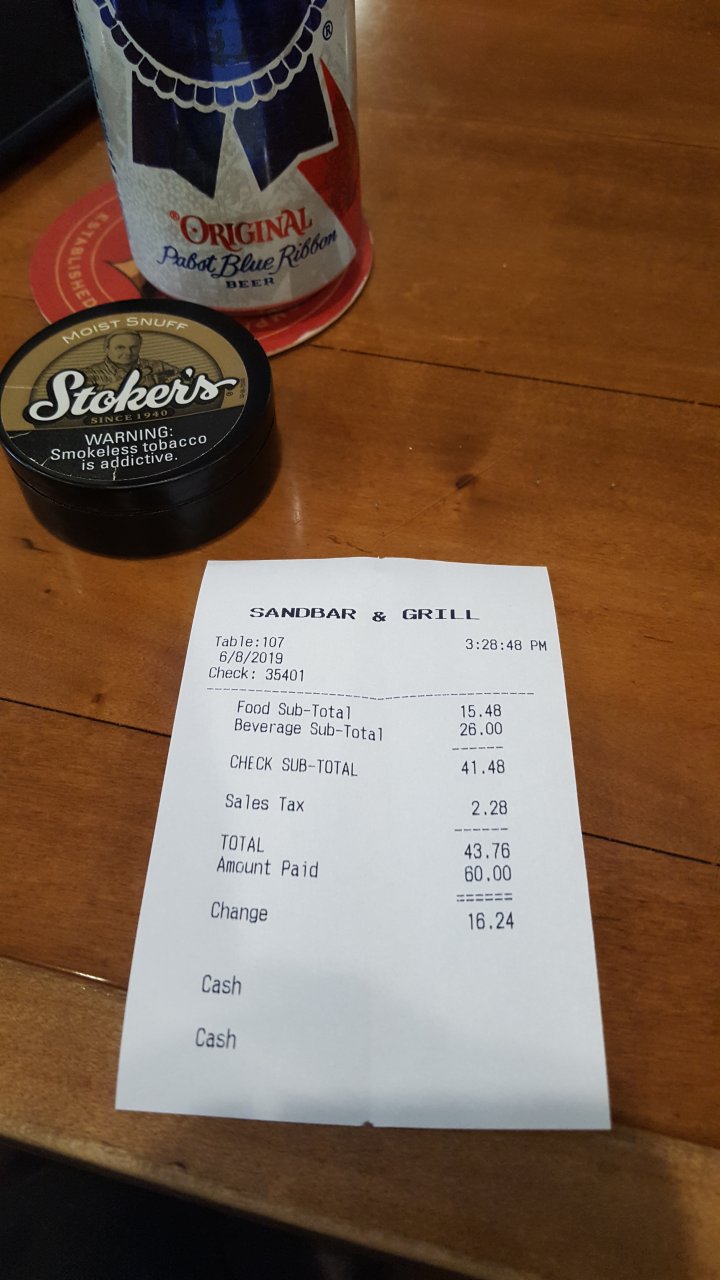 ®
®ORIGINAL
Pabst Blue Ribbon
BEER
ESTABLISHED
MOIST SNUFF
Stoker's®
SINCE 1940
WARNING:
Smokeless tobacco
is addictive.
SANDBAR & GRILL
Table:107 3:28:48 PM
6/8/2019
Check: 35401
Food Sub-Total 15.48
Beverage Sub-Total 26.00
CHECK SUB-TOTAL 41.48
Sales Tax 2.28
TOTAL 43.76
Amount Paid 60.00
Change 16.24
Cash
Cash